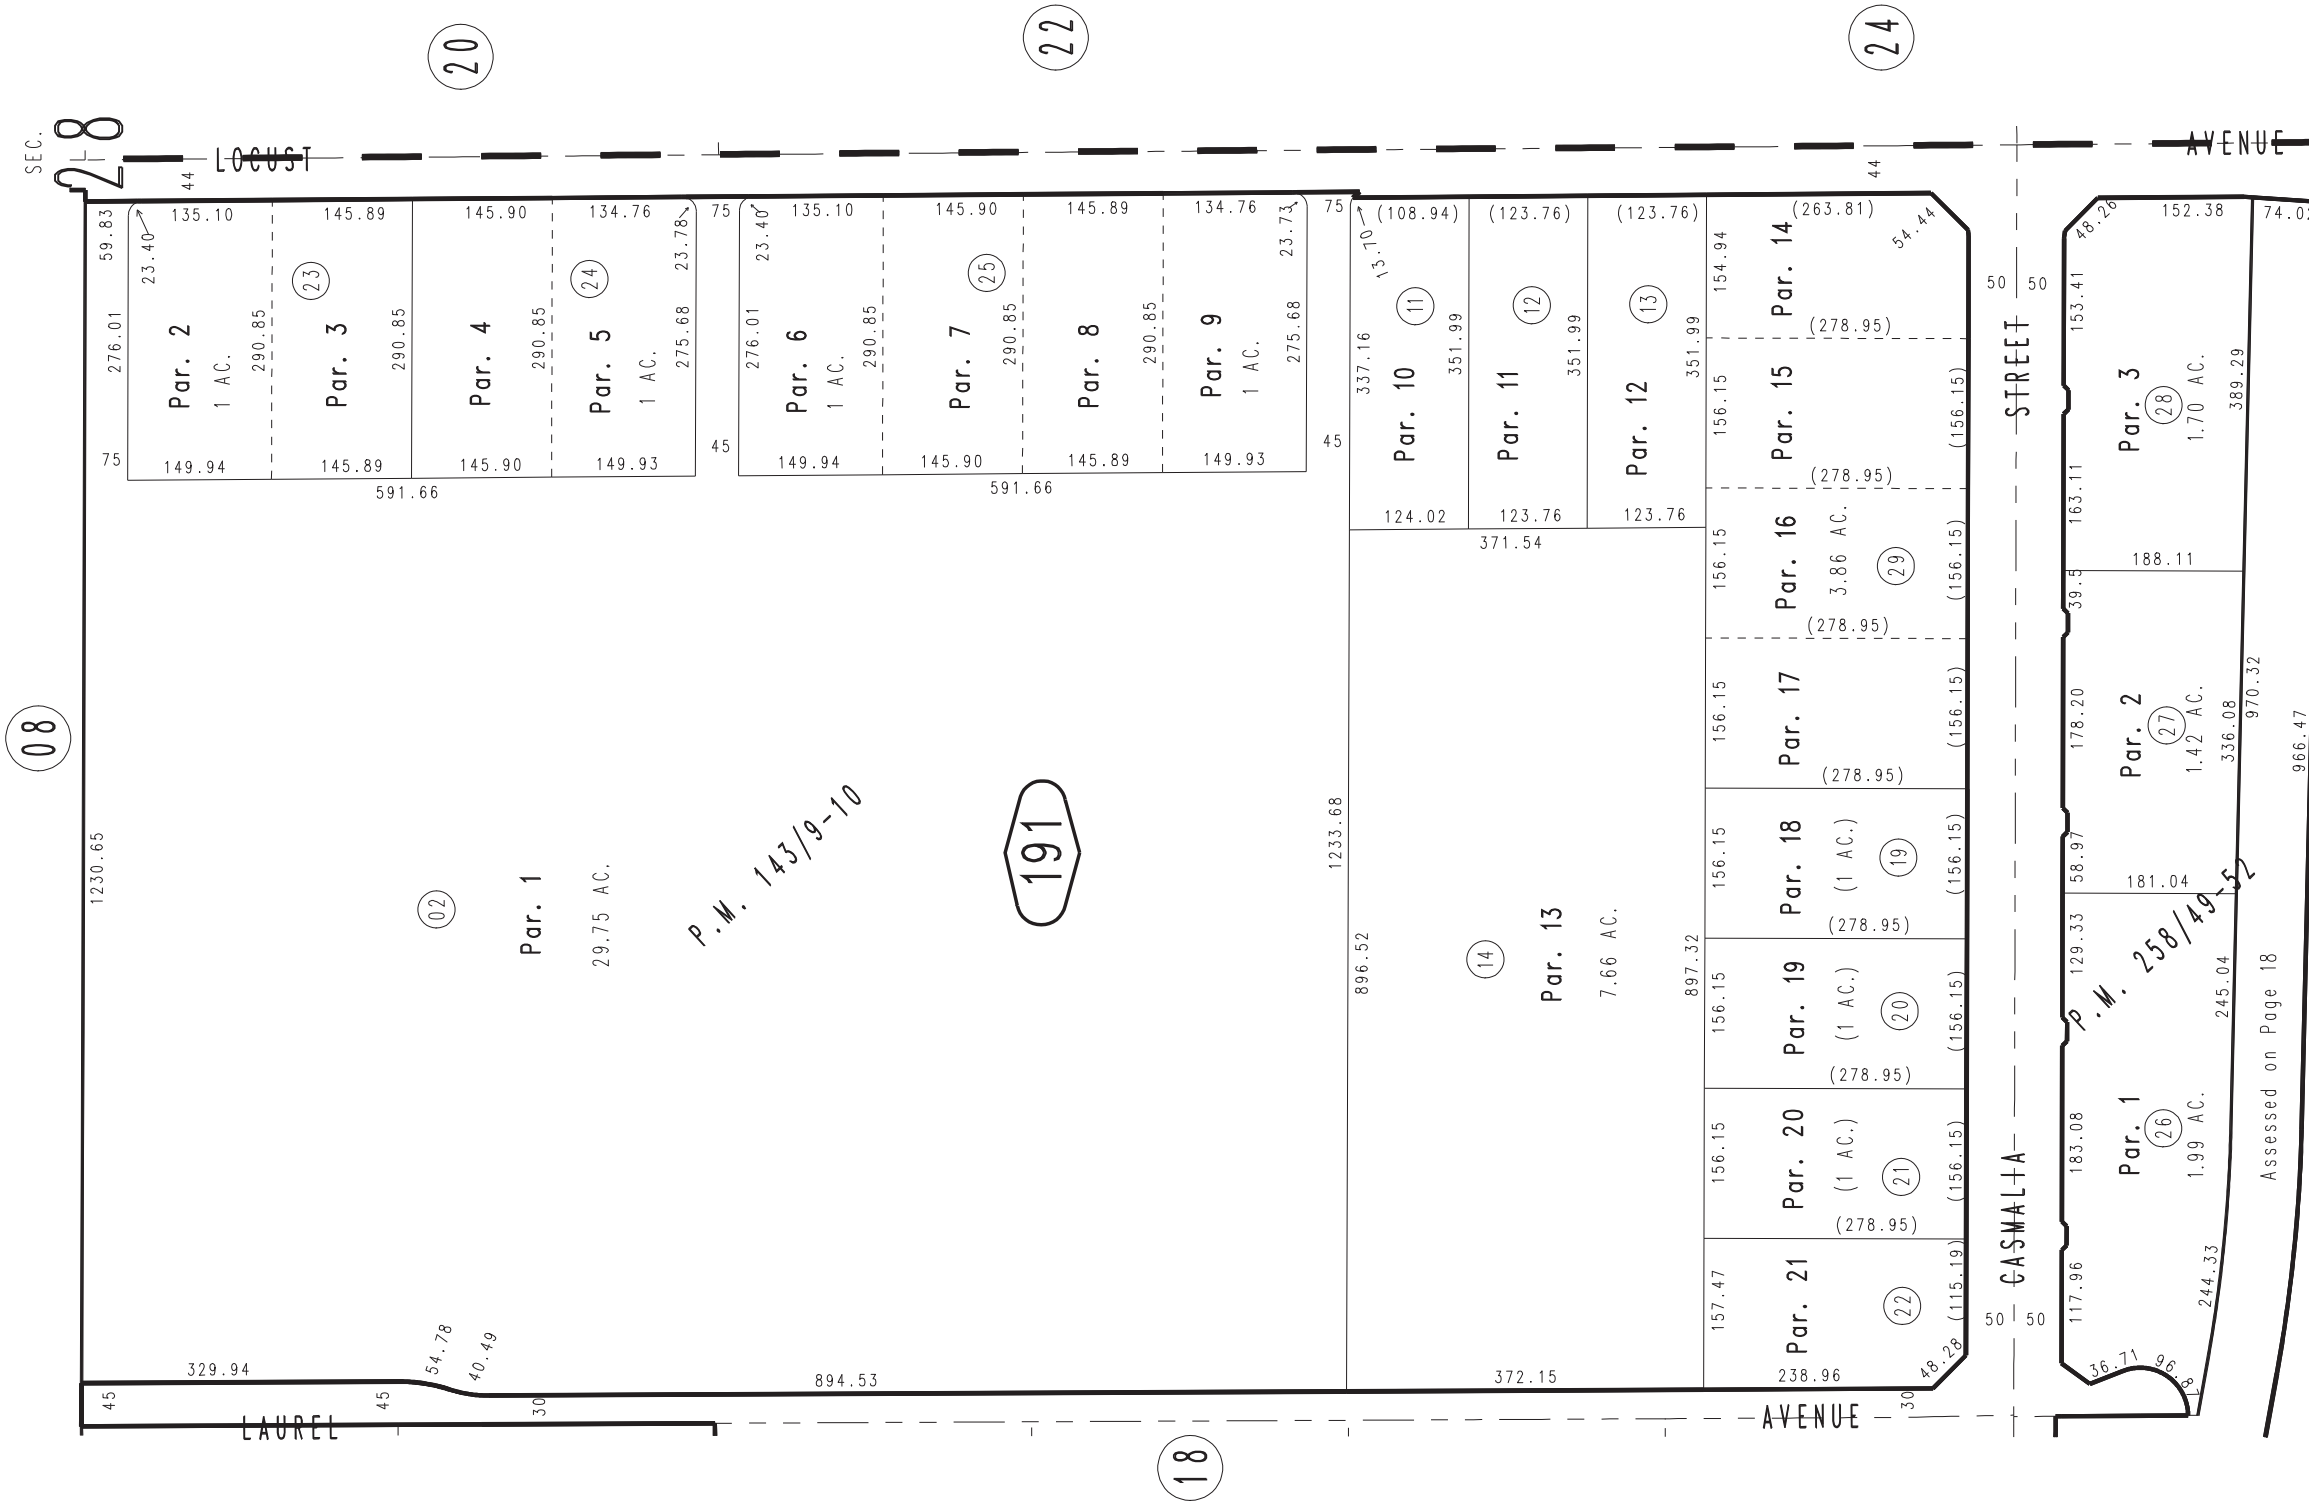 SEC.
2 8
20
22
24
08
18
LOCUST
AVENUE
44
44
59.83
23.40
135.10
145.89
145.90
134.76
23.78
75
23.40
135.10
145.90
145.89
134.76
23.73
75
13.70
(108.94)
(123.76)
(123.76)
(263.81)
54.44
48.26
152.38
276.01
Par. 2
1 AC.
290.85
23
Par. 3
290.85
Par. 4
290.85
24
Par. 5
1 AC.
275.68
276.01
Par. 6
1 AC.
290.85
Par. 7
25
290.85
Par. 8
290.85
Par. 9
1 AC.
275.68
75
149.94
145.89
145.90
149.93
45
591.66
149.94
145.90
145.89
149.93
45
591.66
337.16
Par. 10
11
351.99
Par. 11
12
351.99
Par. 12
13
351.99
124.02
123.76
123.76
371.54
154.94
Par. 14
(278.95)
156.15
Par. 15
(156.15)
(278.95)
156.15
Par. 16
3.86 AC.
29
(156.15)
(278.95)
156.15
Par. 17
(156.15)
(278.95)
156.15
Par. 18
(1 AC.)
19
(156.15)
(278.95)
156.15
Par. 19
(1 AC.)
20
(156.15)
(278.95)
156.15
Par. 20
(1 AC.)
21
(156.15)
(278.95)
157.47
Par. 21
22
(115.19)
238.96
48.28
1230.65
02
Par. 1
29.75 AC.
P.M. 143/9-10
191
1233.68
896.52
14
Par. 13
7.66 AC.
897.32
372.15
329.94
54.78
40.49
894.53
45
45
30
30
LAUREL
AVENUE
CASMALIA
STREET
50
50
50
50
153.41
163.11
39.5
178.20
58.97
129.33
183.08
117.96
36.71
96.87
Par. 3
28
1.70 AC.
389.29
188.11
Par. 2
27
1.42 AC.
336.08
970.32
966.47
181.04
P.M. 258/49-52
245.04
Par. 1
26
1.99 AC.
244.33
Assessed on Page 18